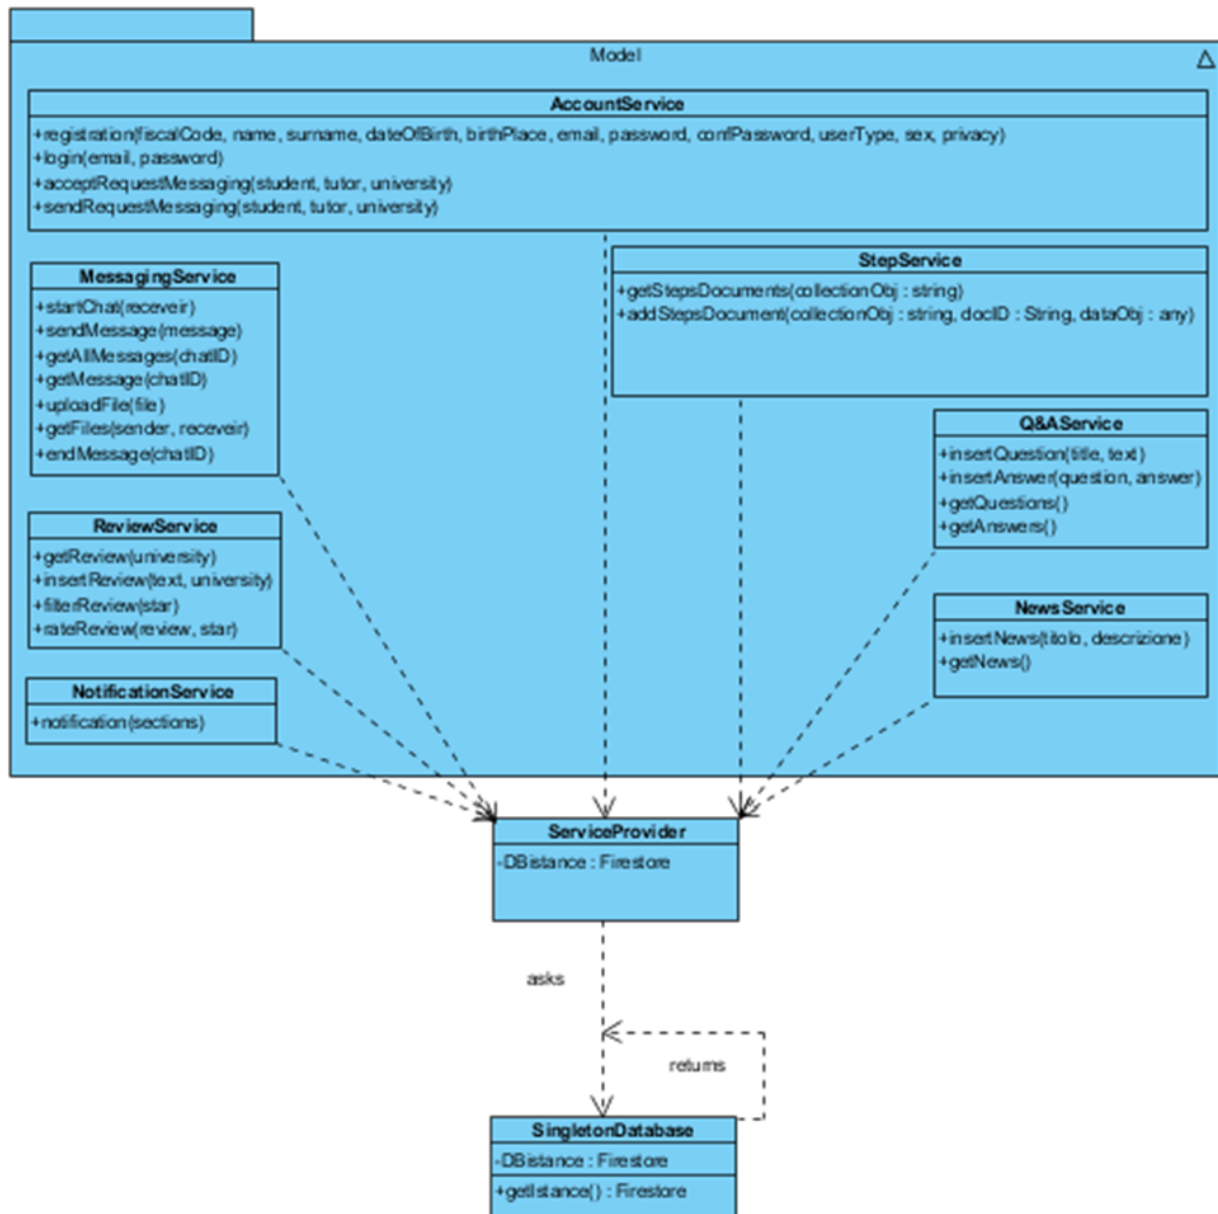 Model
AccountService
+registration(fiscalCode, name, surname, dateOfBirth, birthPlace, email, password, confPassword, userType, sex, privacy)
+login(email, password)
+acceptRequestMessaging(student, tutor, university)
+sendRequestMessaging(student, tutor, university)
MessagingService
+startChat(receveir)
+sendMessage(message)
+getAllMessages(chatID)
+getMessage(chatID)
+uploadFile(file)
+getFiles(sender, receveir)
+endMessage(chatID)
StepService
+getStepsDocuments(collectionObj : string)
+addStepsDocument(collectionObj : string, docID : String, dataObj : any)
Q&AService
+insertQuestion(title, text)
+insertAnswer(question, answer)
+getQuestions()
+getAnswers()
ReviewService
+getReview(university)
+insertReview(text, university)
+filterReview(star)
+rateReview(review, star)
NewsService
+insertNews(titolo, descrizione)
+getNews()
NotificationService
+notification(sections)
ServiceProvider
-DBistance : Firestore
asks
returns
SingletonDatabase
-DBistance : Firestore
+getIstance() : Firestore